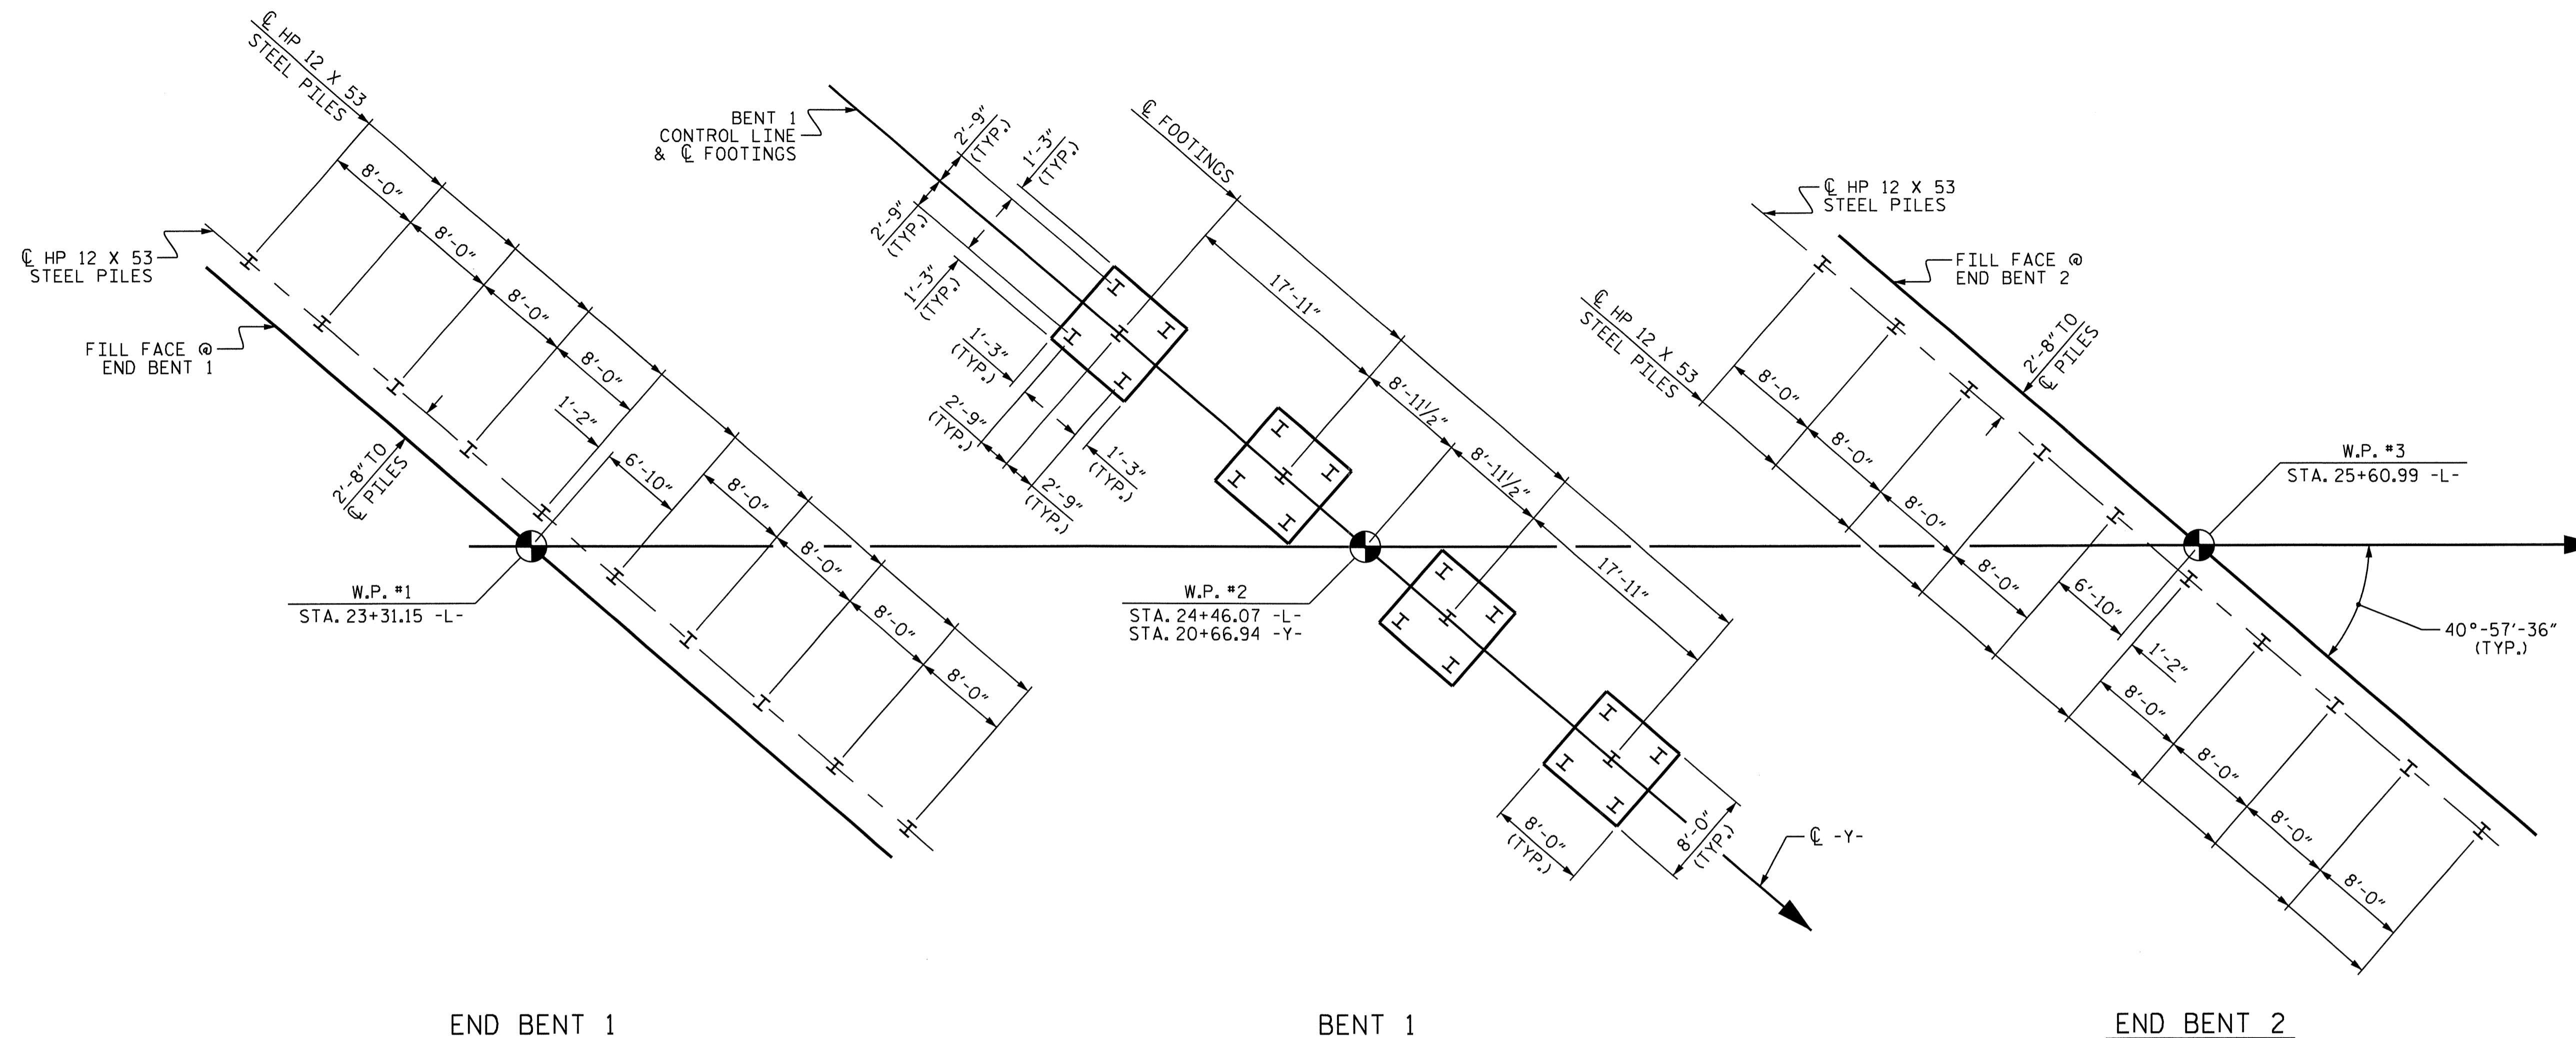 ℄ HP 12 X 53
STEEL PILES
℄ HP 12 X 53
STEEL PILES
FILL FACE @
END BENT 1
8'-0"
8'-0"
8'-0"
8'-0"
1'-2"
6'-10"
8'-0"
8'-0"
8'-0"
8'-0"
2'-8" TO
℄ PILES
W.P. #1
STA. 23+31.15 -L-
END BENT 1
BENT 1
CONTROL LINE
& ℄ FOOTINGS
2'-9"
(TYP.)
1'-3"
(TYP.)
2'-9"
(TYP.)
1'-3"
(TYP.)
1'-3"
(TYP.)
2'-9"
(TYP.)
1'-3"
(TYP.)
2'-9"
(TYP.)
℄ FOOTINGS
17'-11"
8'-11½"
8'-11½"
17'-11"
W.P. #2
STA. 24+46.07 -L-
STA. 20+66.94 -Y-
8'-0"
(TYP.)
8'-0"
(TYP.)
℄ -Y-
BENT 1
℄ HP 12 X 53
STEEL PILES
FILL FACE @
END BENT 2
℄ HP 12 X 53
STEEL PILES
2'-8" TO
℄ PILES
8'-0"
8'-0"
8'-0"
8'-0"
6'-10"
1'-2"
8'-0"
8'-0"
8'-0"
8'-0"
W.P. #3
STA. 25+60.99 -L-
40°-57'-36"
(TYP.)
END BENT 2